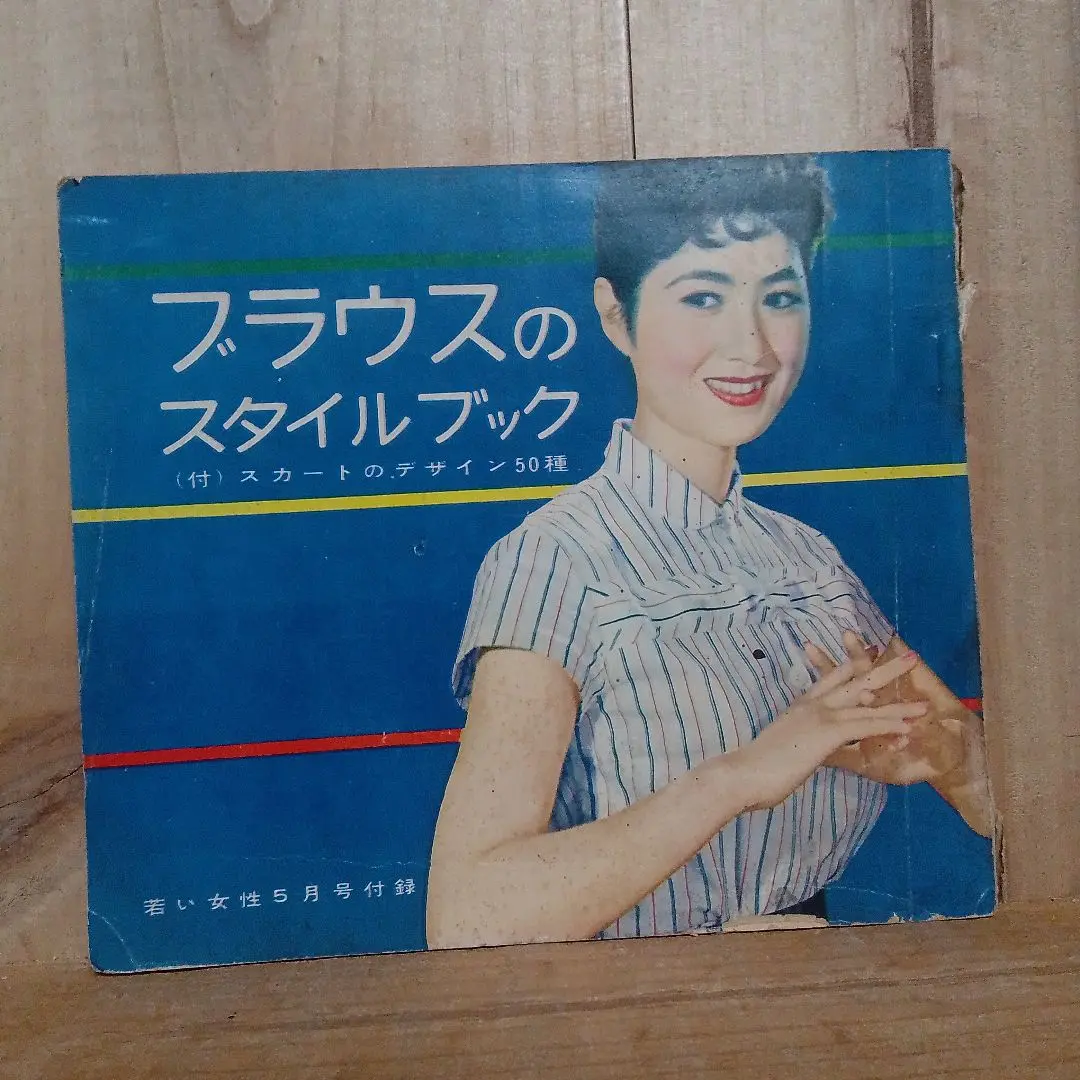 ブラウスの
スタイルブック
（付）スカートのデザイン50種
若い女性5月号付録